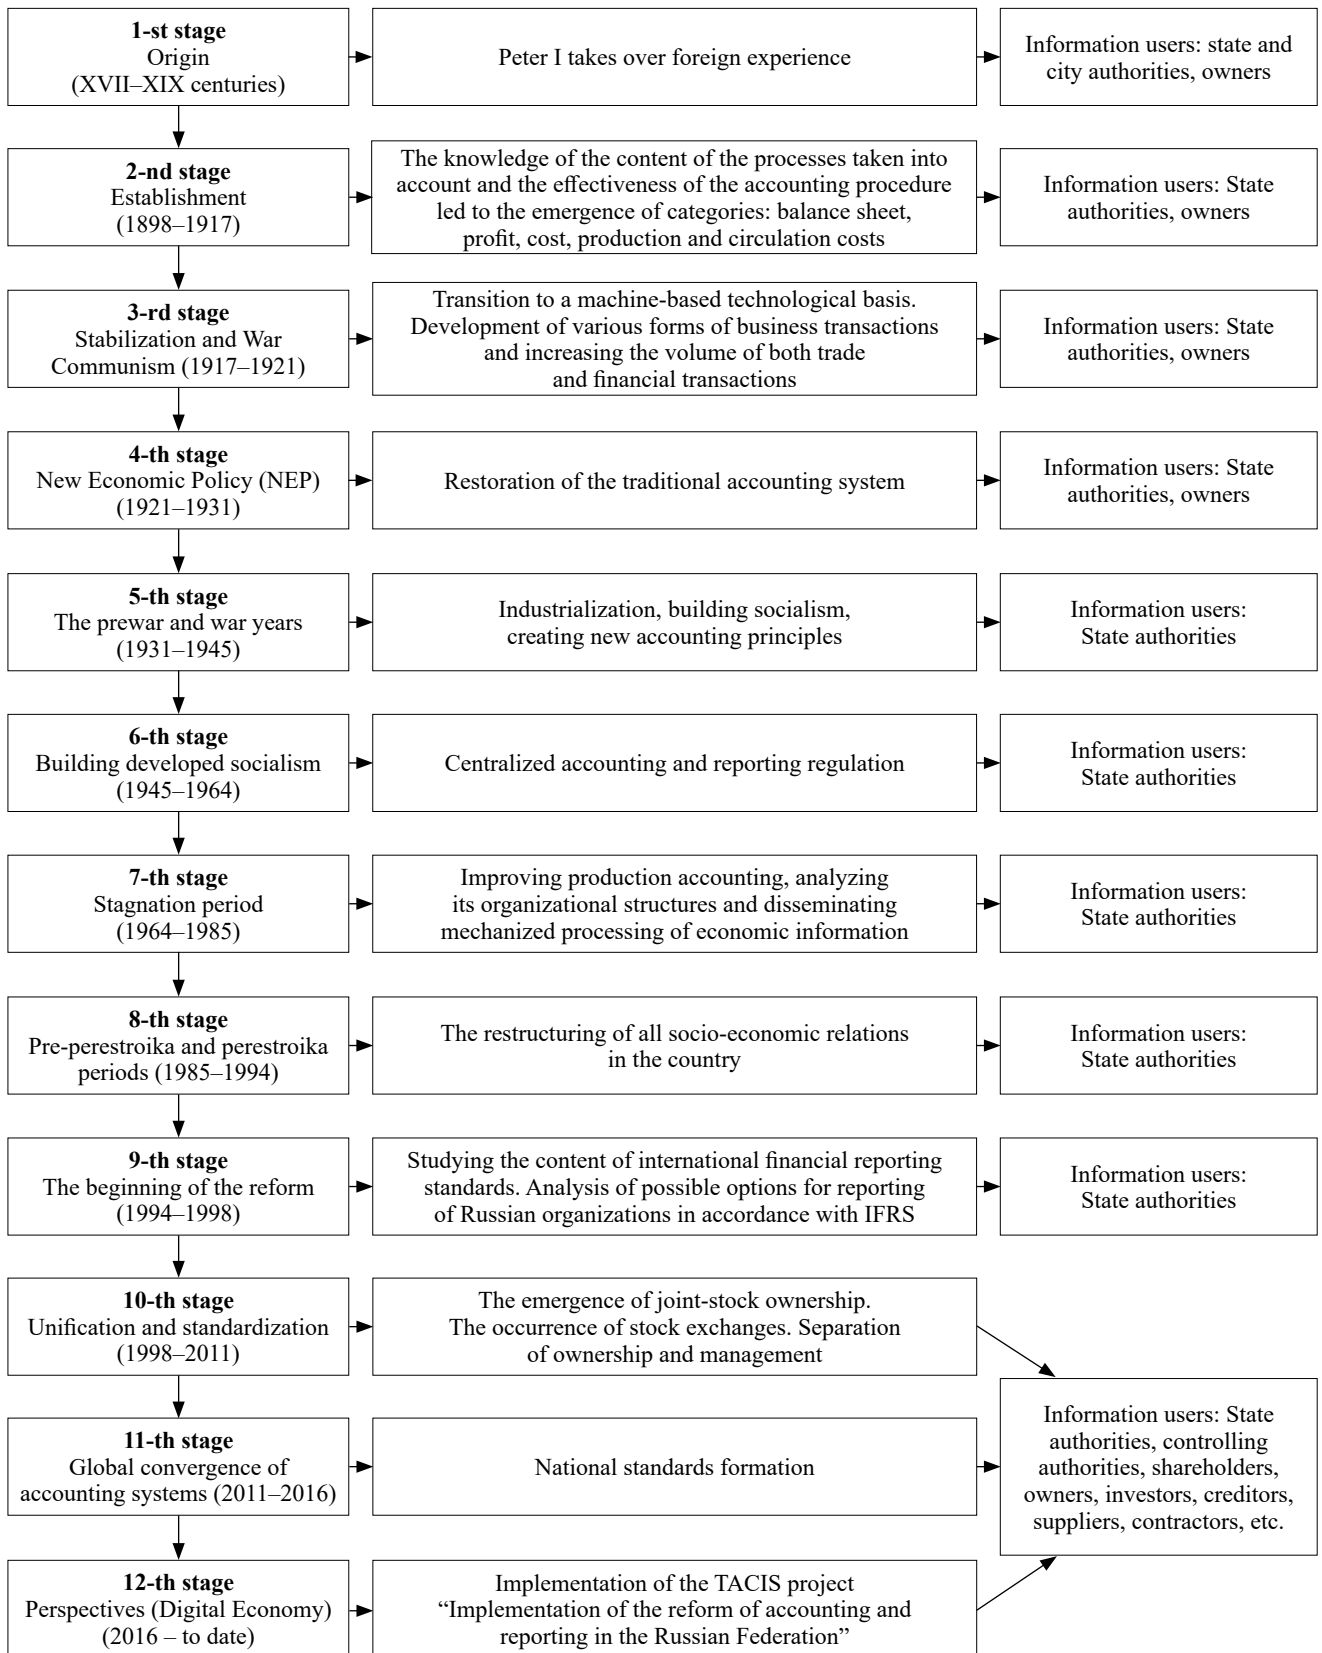 1-st stage
Origin
(XVII–XIX centuries)
Peter I takes over foreign experience
Information users: state and
city authorities, owners
2-nd stage
Establishment
(1898–1917)
The knowledge of the content of the processes taken into
account and the effectiveness of the accounting procedure
led to the emergence of categories: balance sheet,
profit, cost, production and circulation costs
Information users: State
authorities, owners
3-rd stage
Stabilization and War
Communism (1917–1921)
Transition to a machine-based technological basis.
Development of various forms of business transactions
and increasing the volume of both trade
and financial transactions
Information users: State
authorities, owners
4-th stage
New Economic Policy (NEP)
(1921–1931)
Restoration of the traditional accounting system
Information users: State
authorities, owners
5-th stage
The prewar and war years
(1931–1945)
Industrialization, building socialism,
creating new accounting principles
Information users:
State authorities
6-th stage
Building developed socialism
(1945–1964)
Centralized accounting and reporting regulation
Information users:
State authorities
7-th stage
Stagnation period
(1964–1985)
Improving production accounting, analyzing
its organizational structures and disseminating
mechanized processing of economic information
Information users:
State authorities
8-th stage
Pre-perestroika and perestroika
periods (1985–1994)
The restructuring of all socio-economic relations
in the country
Information users:
State authorities
9-th stage
The beginning of the reform
(1994–1998)
Studying the content of international financial reporting
standards. Analysis of possible options for reporting
of Russian organizations in accordance with IFRS
Information users:
State authorities
10-th stage
Unification and standardization
(1998–2011)
The emergence of joint-stock ownership.
The occurrence of stock exchanges. Separation
of ownership and management
11-th stage
Global convergence of
accounting systems (2011–2016)
National standards formation
Information users: State
authorities, controlling
authorities, shareholders,
owners, investors, creditors,
suppliers, contractors, etc.
12-th stage
Perspectives (Digital Economy)
(2016 – to date)
Implementation of the TACIS project
“Implementation of the reform of accounting and
reporting in the Russian Federation”